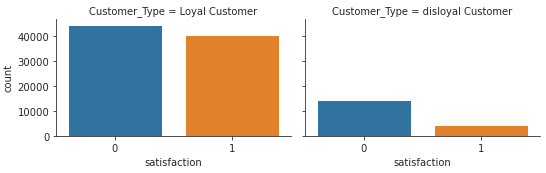 Customer_Type = Loyal Customer
Customer_Type = disloyal Customer
count
40000
30000
20000
10000
0
0 1
0 1
satisfaction
satisfaction